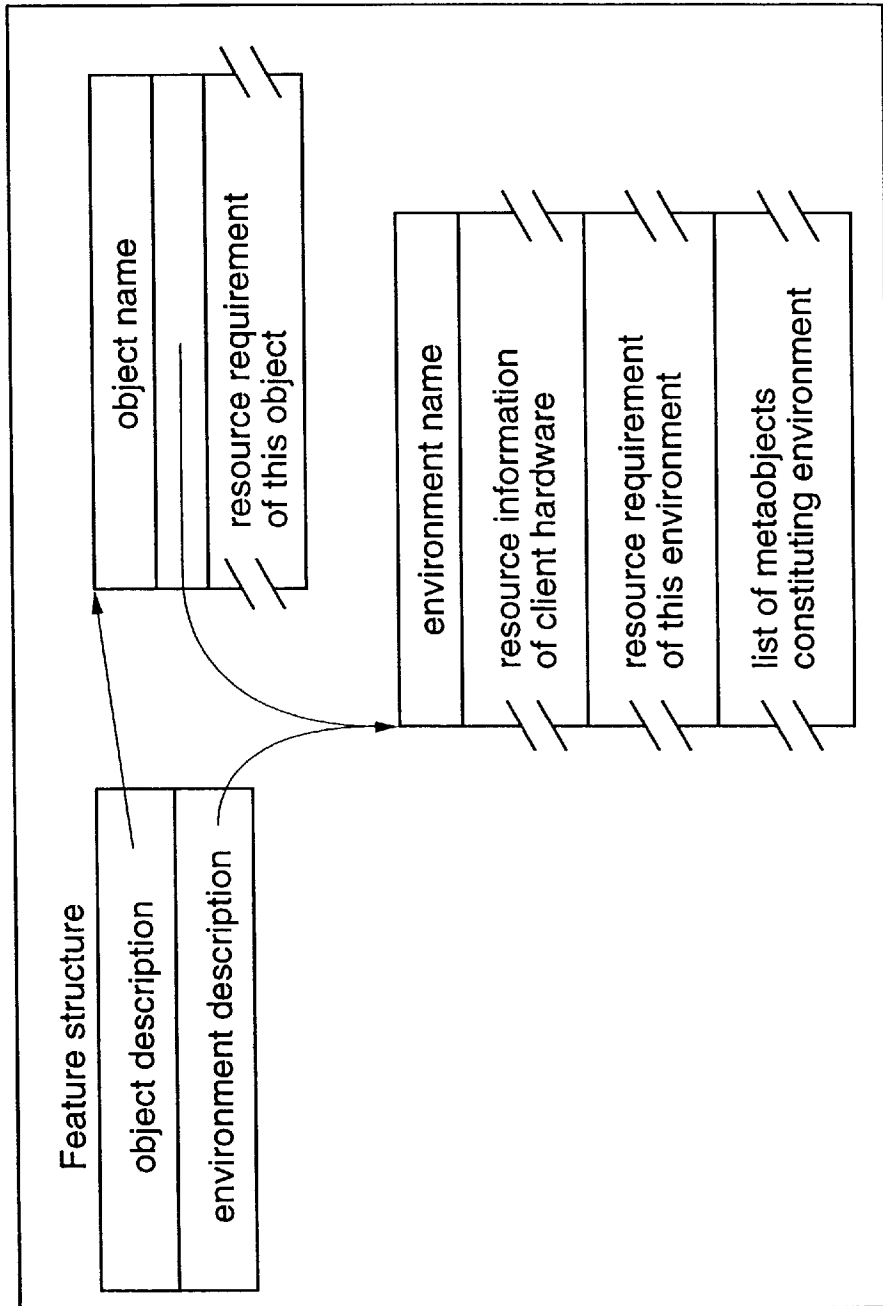 Feature structure
object description
environment description
object name
resource requirement
of this object
environment name
resource information
of client hardware
resource requirement
of this environment
list of metaobjects
constituting environment